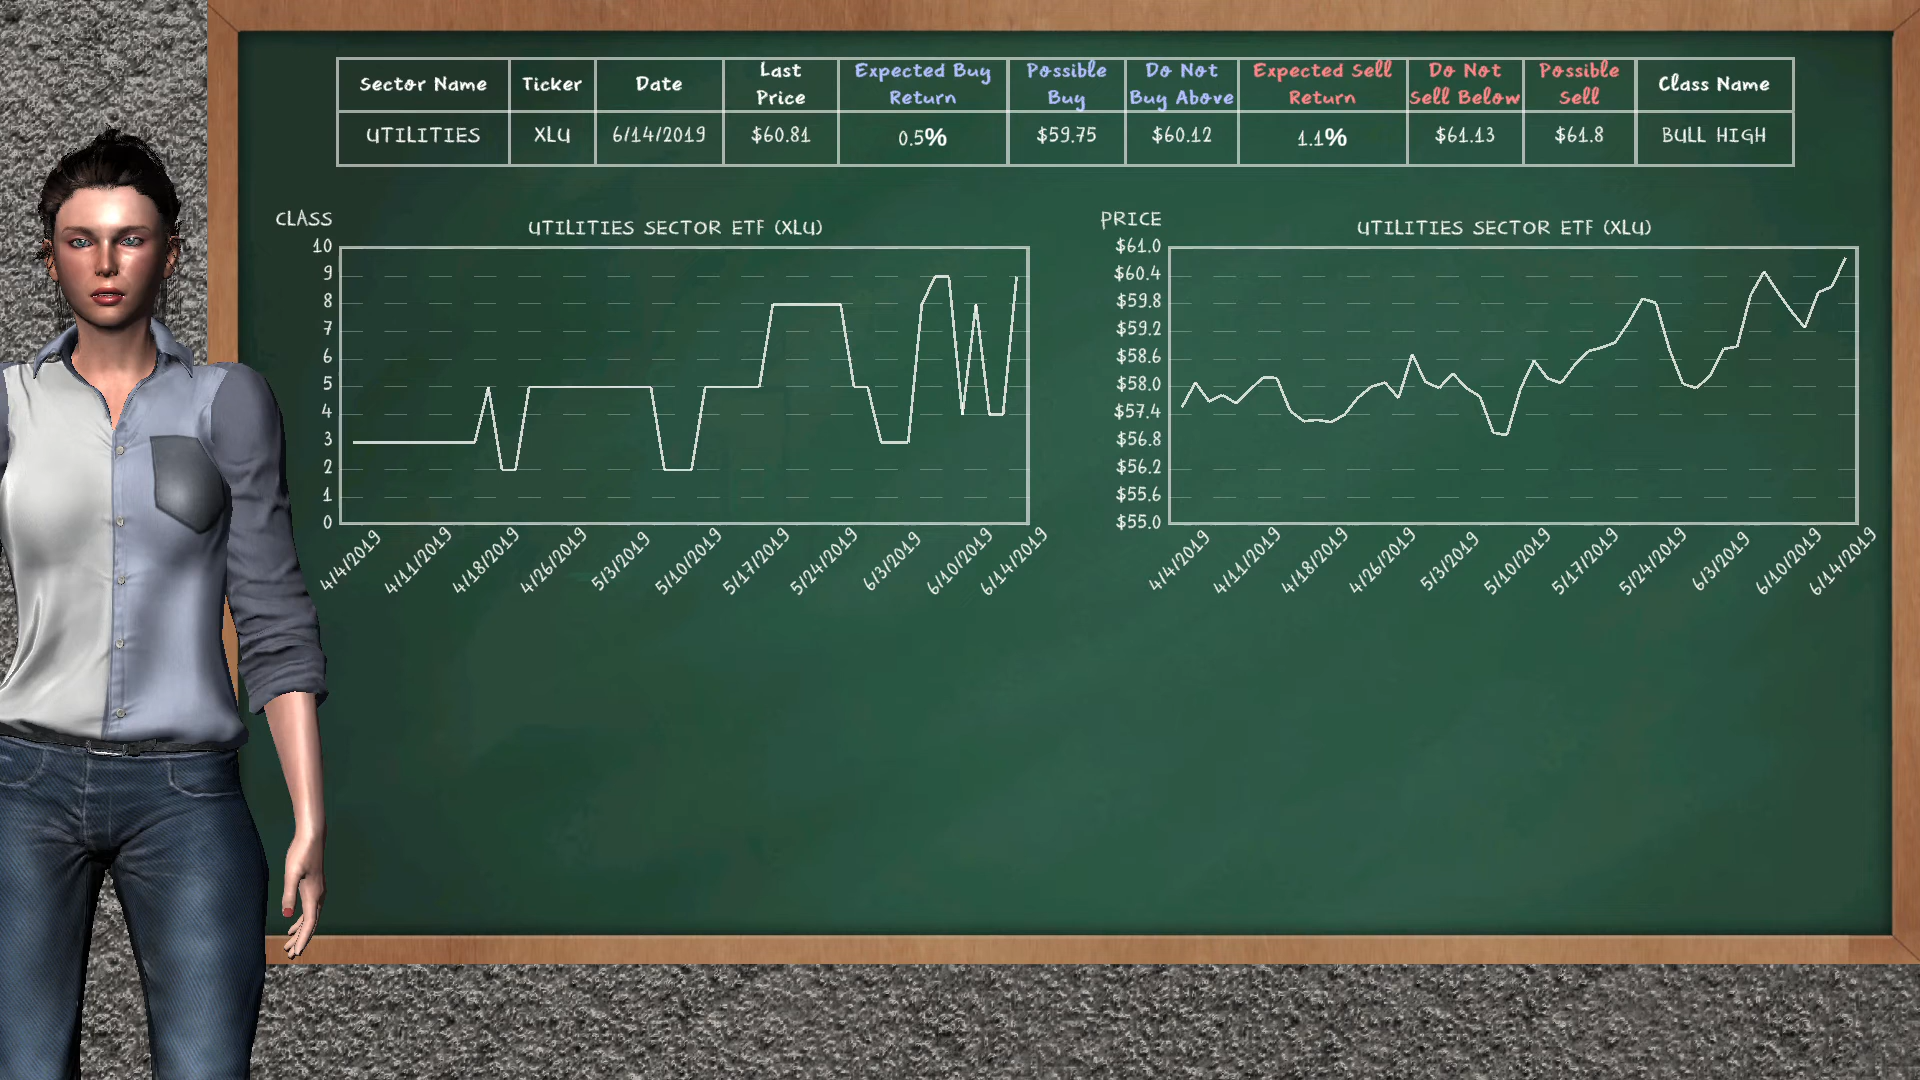 Sector Name Ticker Date Last Price Expected Buy Return Possible Buy Do Not Buy Above Expected Sell Return Do Not Sell Below Possible Sell Class Name
UTILITIES XLU 6/14/2019 $60.81 0.5% $59.75 $60.12 1.1% $61.13 $61.8 BULL HIGH
CLASS
UTILITIES SECTOR ETF (XLU)
10
9
8
7
6
5
4
3
2
1
0
4/4/2019 4/11/2019 4/18/2019 4/26/2019 5/3/2019 5/10/2019 5/17/2019 5/24/2019 6/3/2019 6/10/2019 6/14/2019
PRICE
UTILITIES SECTOR ETF (XLU)
$61.0
$60.4
$59.8
$59.2
$58.6
$58.0
$57.4
$56.8
$56.2
$55.6
$55.0
4/4/2019 4/11/2019 4/18/2019 4/26/2019 5/3/2019 5/10/2019 5/17/2019 5/24/2019 6/3/2019 6/10/2019 6/14/2019